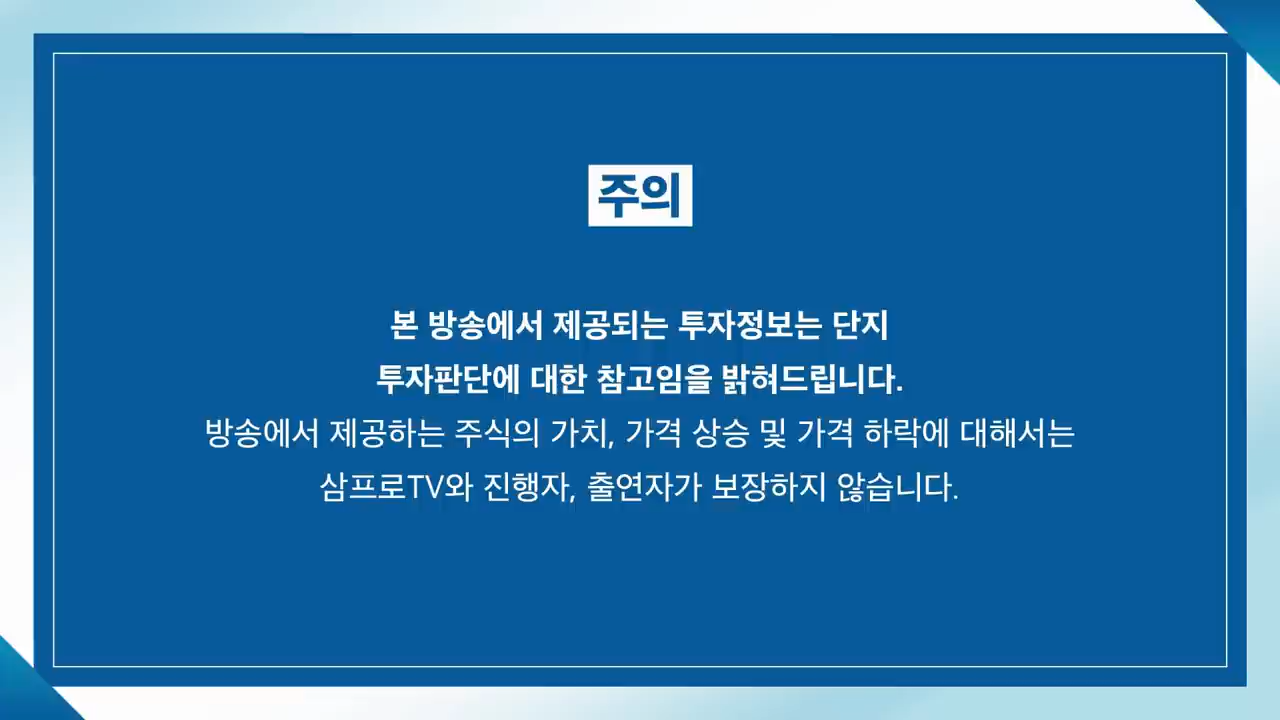 주의
본 방송에서 제공되는 투자정보는 단지
투자판단에 대한 참고임을 밝혀드립니다.
방송에서 제공하는 주식의 가치, 가격 상승 및 가격 하락에 대해서는
삼프로TV와 진행자, 출연자가 보장하지 않습니다.